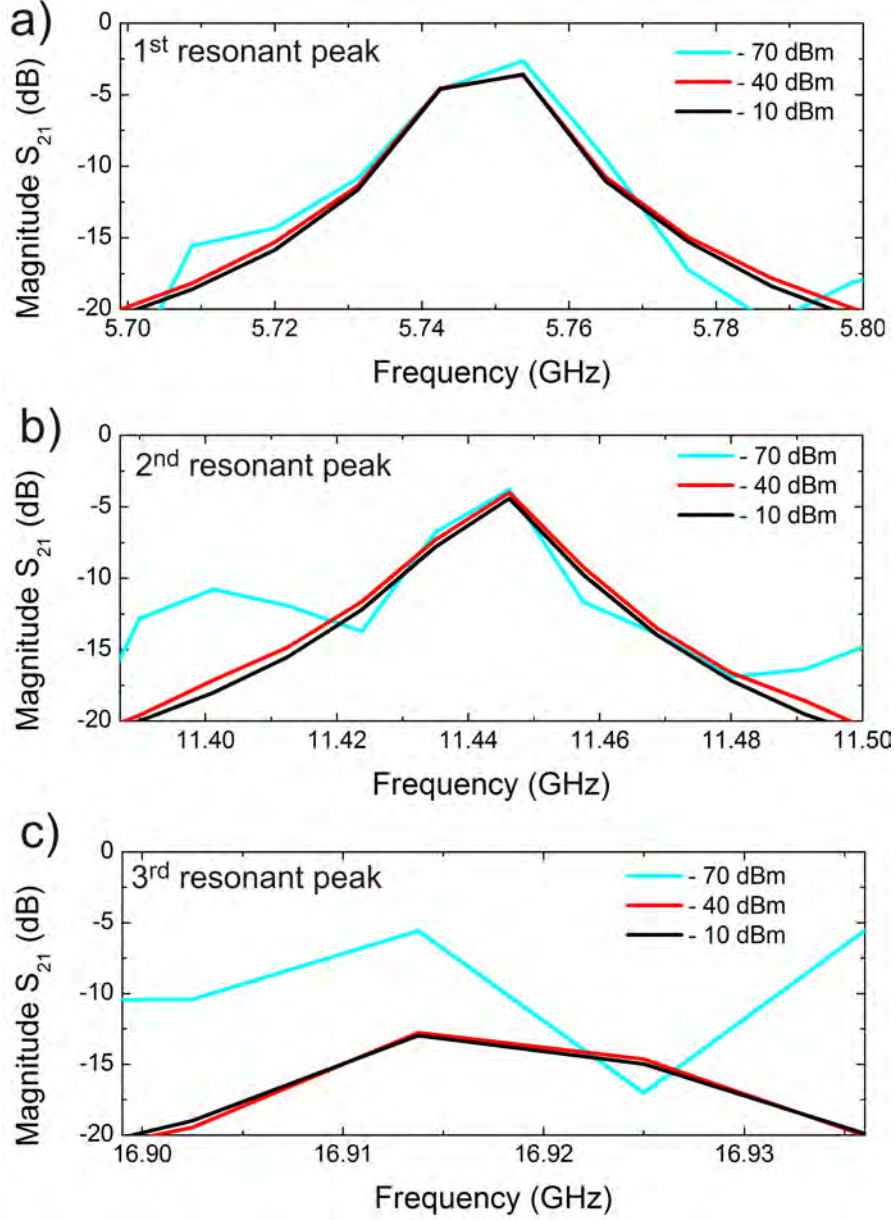 a)
1st resonant peak
- 70 dBm
- 40 dBm
- 10 dBm
Magnitude S21 (dB)
0
-5
-10
-15
-20
5.70 5.72 5.74 5.76 5.78 5.80
Frequency (GHz)
b)
2nd resonant peak
- 70 dBm
- 40 dBm
- 10 dBm
Magnitude S21 (dB)
0
-5
-10
-15
-20
11.40 11.42 11.44 11.46 11.48 11.50
Frequency (GHz)
c)
3rd resonant peak
- 70 dBm
- 40 dBm
- 10 dBm
Magnitude S21 (dB)
0
-5
-10
-15
-20
16.90 16.91 16.92 16.93
Frequency (GHz)